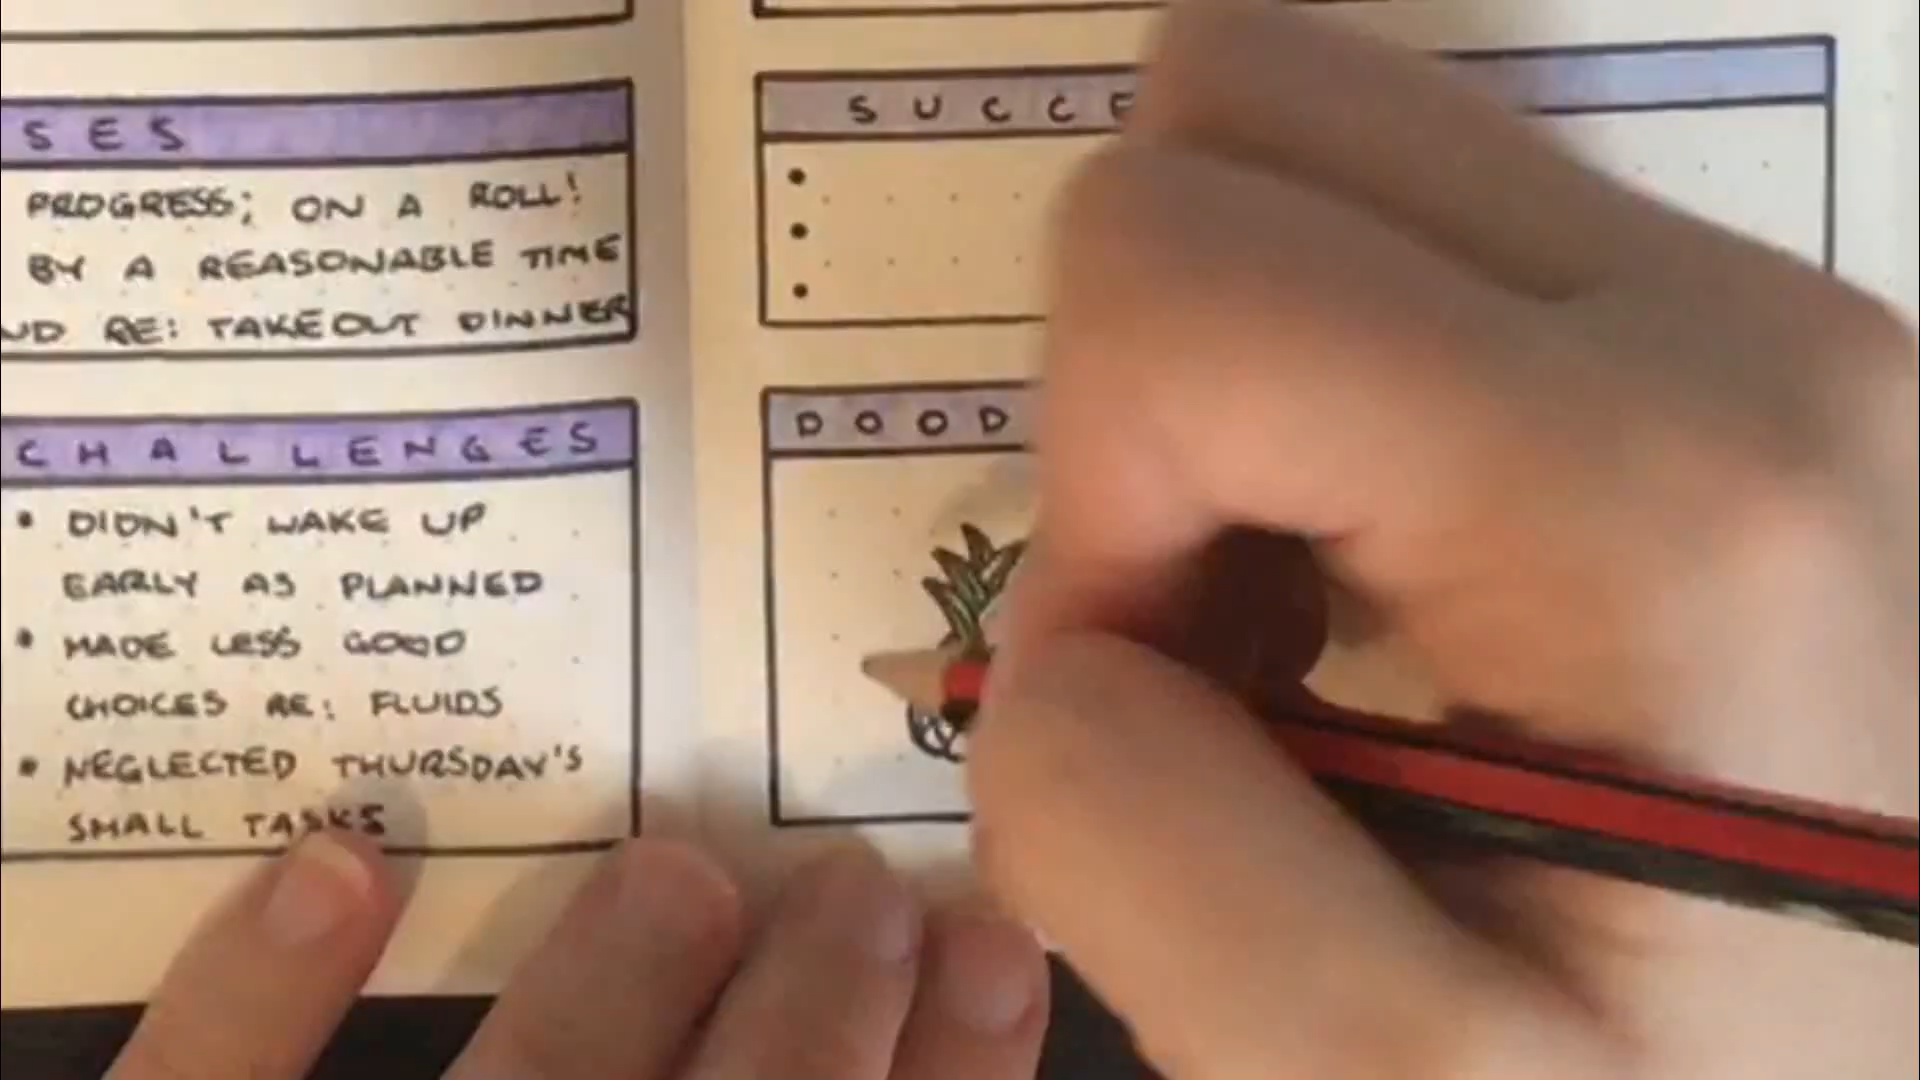 SES
PROGRESS; ON A ROLL!
BY A REASONABLE TIME
RE: TAKEOUT DINNER
CHALLENGES
• DIDN'T WAKE UP
EARLY AS PLANNED
• MADE LESS GOOD
CHOICES RE: FLUIDS
• NEGLECTED THURSDAY'S
SMALL TASKS
SUCCE
DOOD